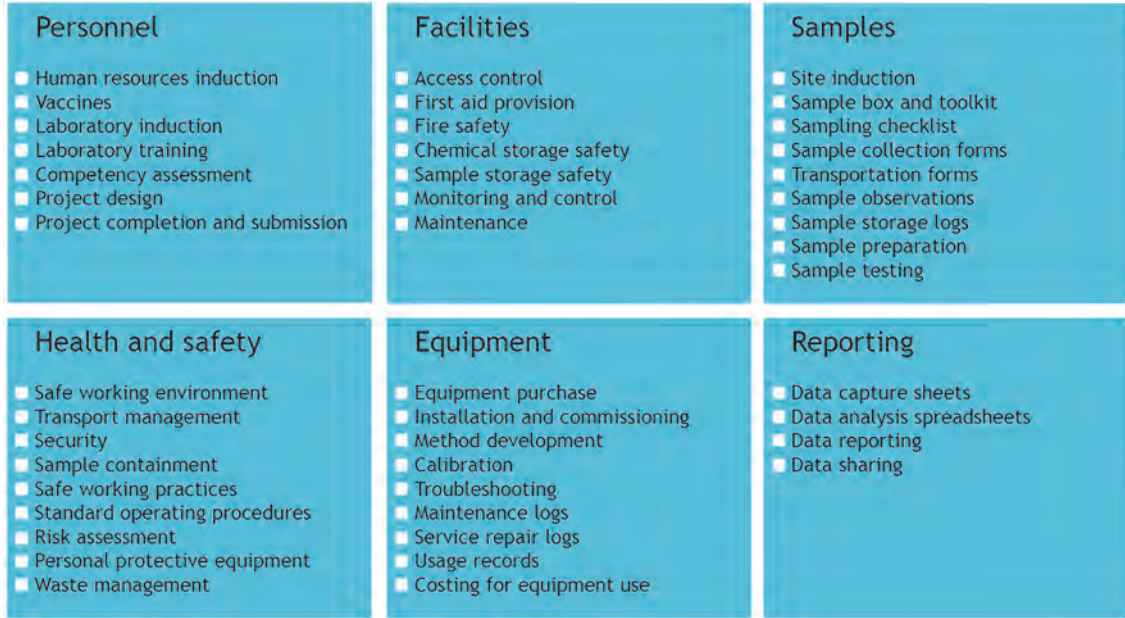 Personnel
Human resources induction
Vaccines
Laboratory induction
Laboratory training
Competency assessment
Project design
Project completion and submission
Facilities
Access control
First aid provision
Fire safety
Chemical storage safety
Sample storage safety
Monitoring and control
Maintenance
Samples
Site induction
Sample box and toolkit
Sampling checklist
Sample collection forms
Transportation forms
Sample observations
Sample storage logs
Sample preparation
Sample testing
Health and safety
Safe working environment
Transport management
Security
Sample containment
Safe working practices
Standard operating procedures
Risk assessment
Personal protective equipment
Waste management
Equipment
Equipment purchase
Installation and commissioning
Method development
Calibration
Troubleshooting
Maintenance logs
Service repair logs
Usage records
Costing for equipment use
Reporting
Data capture sheets
Data analysis spreadsheets
Data reporting
Data sharing